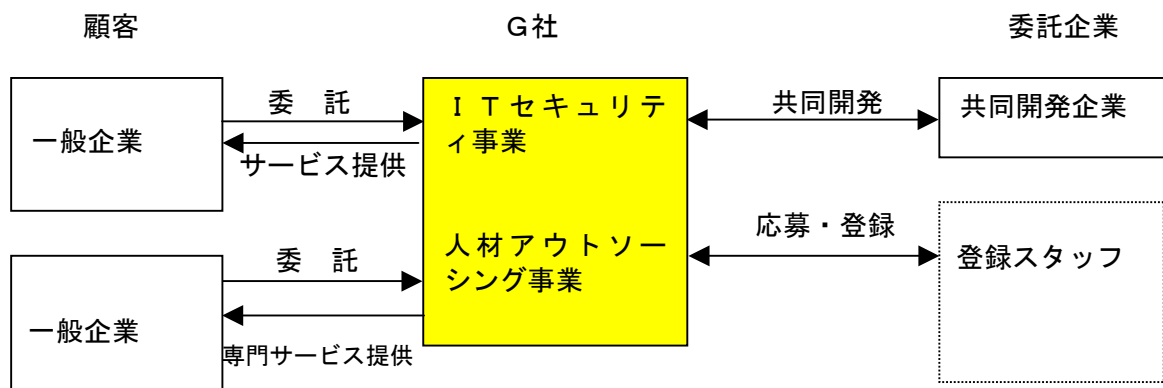 顧客
G社
委託企業
一般企業
委 託
サービス提供
ITセキュリテ
ィ事業
共同開発
共同開発企業
人材アウトソー
シング事業
応募・登録
登録スタッフ
一般企業
委 託
専門サービス提供